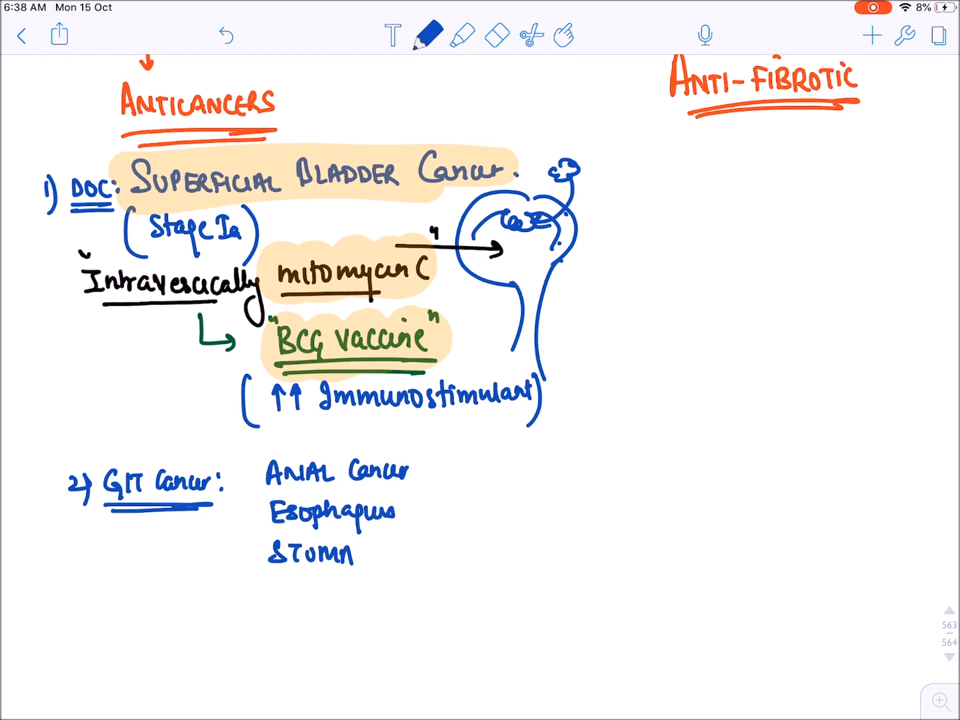 6:38 AM Mon 15 Oct
8%
ANTICANCERS
ANTI-FIBROTIC
1) DOC: SUPERFICIAL BLADDER Cancer.
(Stage Ia)
"Intravesically mitomycin C "
"BCG vaccine"
(↑↑ Immunostimulant)
2) GIT Cancer: ANAL Cancer
Esophagus
STOMA
563
564